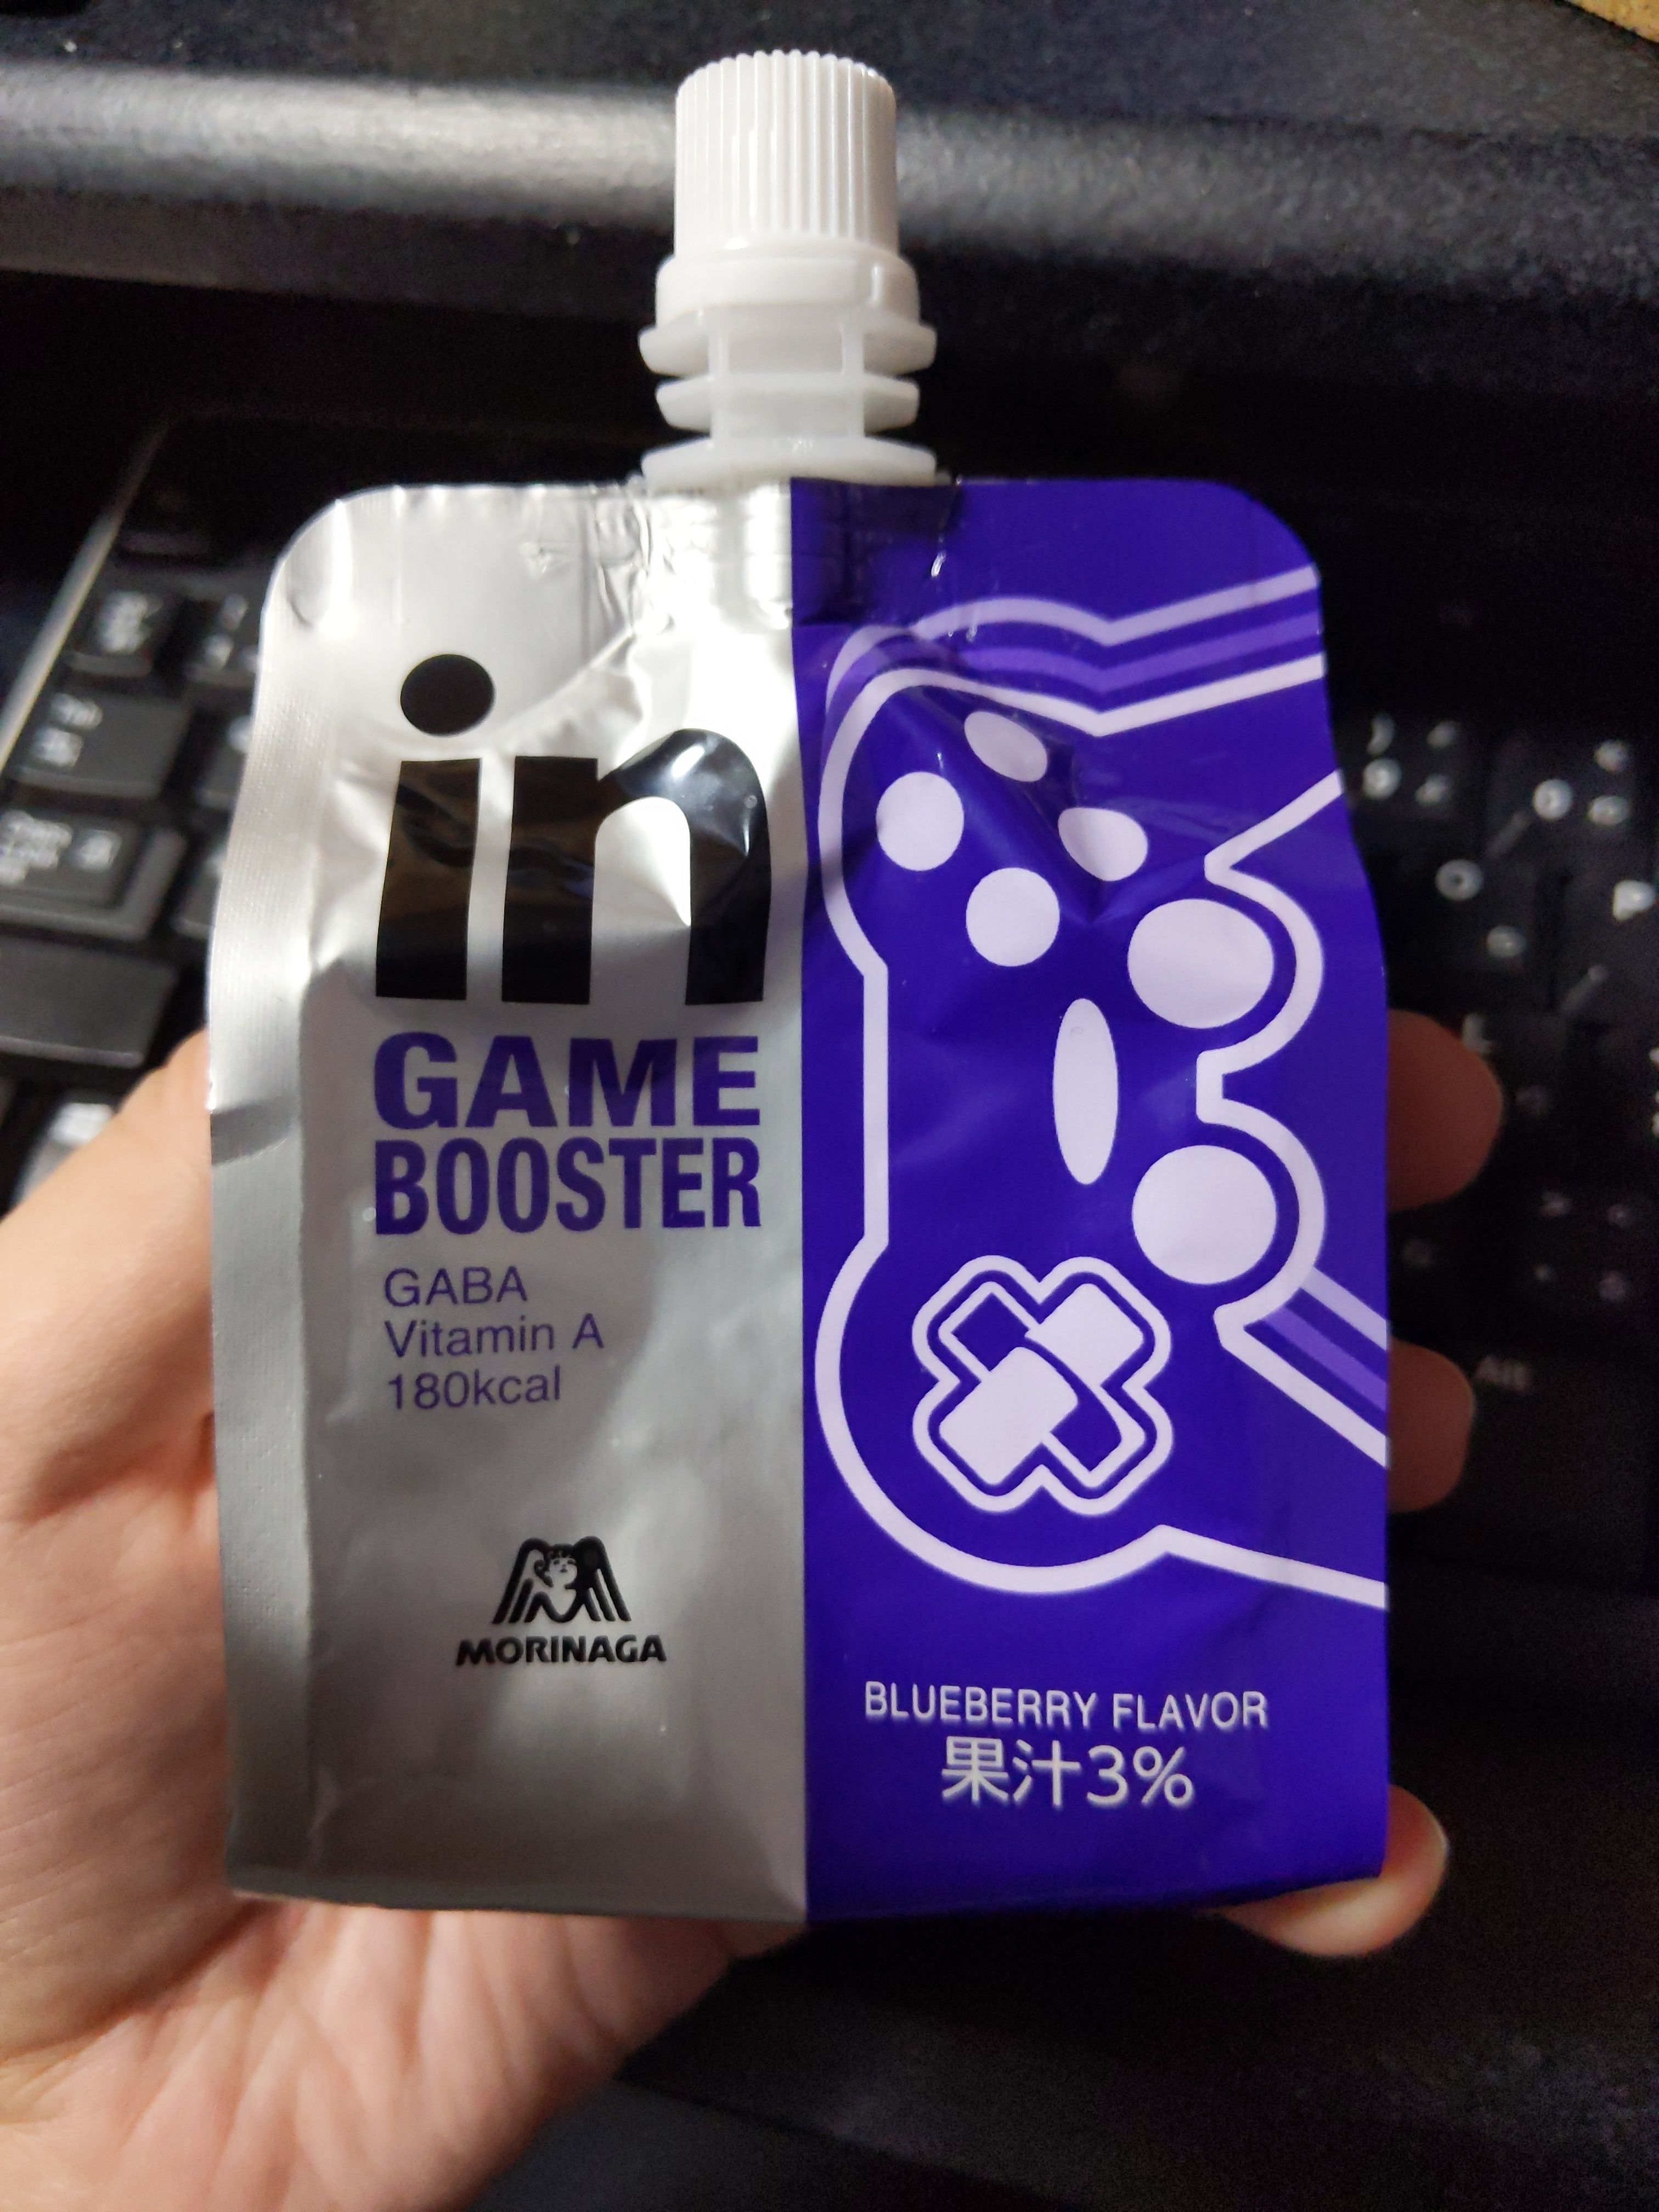 in
GAME
BOOSTER
GABA
Vitamin A
180kcal
MORINAGA
BLUEBERRY FLAVOR
果汁3%